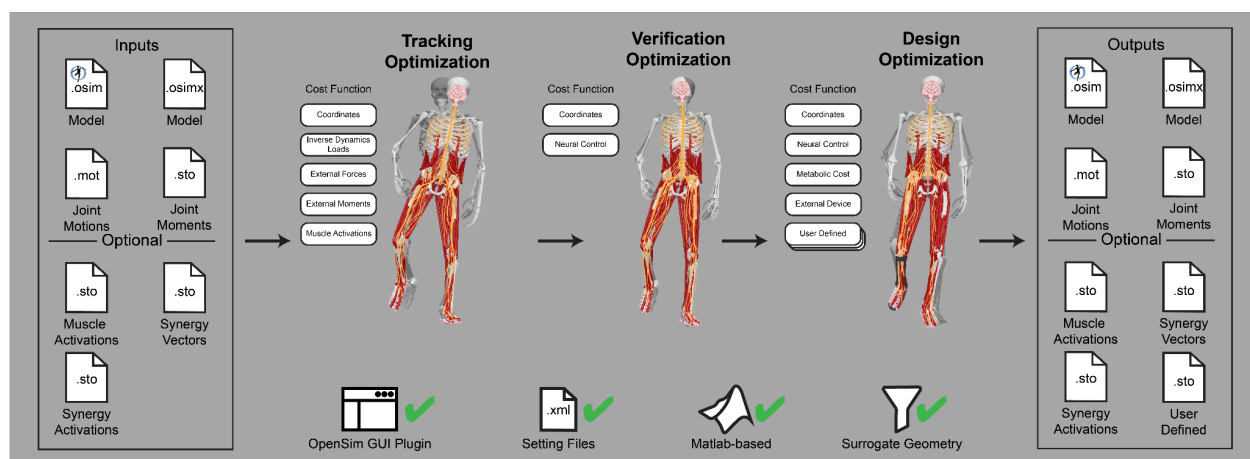 Inputs
.osim
Model
.osimx
Model
.mot
Joint
Motions
.sto
Joint
Moments
Optional
.sto
Muscle
Activations
.sto
Synergy
Vectors
.sto
Synergy
Activations
Tracking
Optimization
Cost Function
Coordinates
Inverse Dynamics
Loads
External Forces
External Moments
Muscle Activations
Verification
Optimization
Cost Function
Coordinates
Neural Control
Design
Optimization
Cost Function
Coordinates
Neural Control
Metabolic Cost
External Device
User Defined
OpenSim GUI Plugin
.xml
Setting Files
Matlab-based
Surrogate Geometry
Outputs
.osim
Model
.osimx
Model
.mot
Joint
Motions
.sto
Joint
Moments
Optional
.sto
Muscle
Activations
.sto
Synergy
Vectors
.sto
Synergy
Activations
.sto
User
Defined